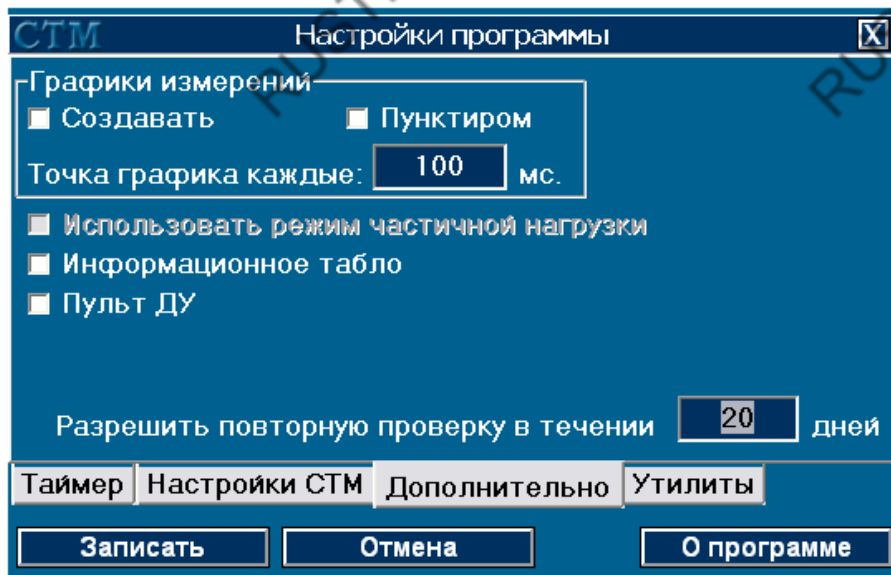 СТМ Настройки программы X
Графики измерений
Создавать Пунктиром
Точка графика каждые: 100 мс.
Использовать режим частичной нагрузки
Информационное табло
Пульт ДУ
Разрешить повторную проверку в течении 20 дней
Таймер Настройки СТМ Дополнительно Утилиты
Записать Отмена О программе